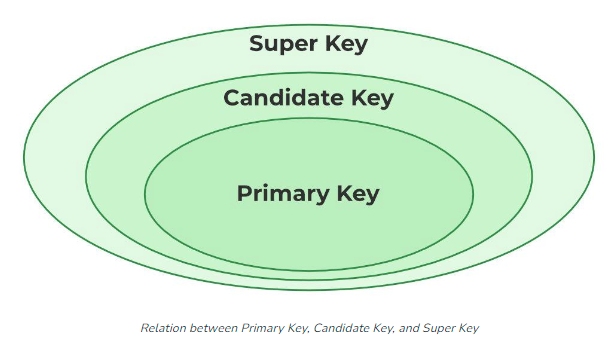 Super Key
Candidate Key
Primary Key
Relation between Primary Key, Candidate Key, and Super Key